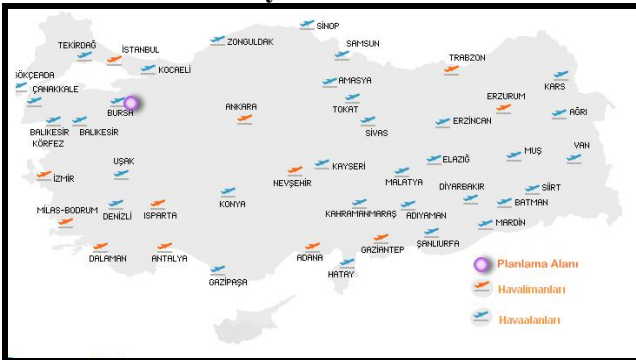 SİNOP
ZONGULDAK
SAMSUN
TEKİRDAĞ
İSTANBUL
TRABZON
KOCAELİ
GÖKÇEADA
ÇANAKKALE
AMASYA
KARS
BURSA
ANKARA
TOKAT
ERZURUM
AĞRI
ERZİNCAN
SİVAS
BALIKESİR
KÖRFEZ
BALIKESİR
UŞAK
MUŞ
VAN
KAYSERİ
ELAZIĞ
İZMİR
NEVŞEHİR
MALATYA
DİYARBAKIR
SİİRT
KONYA
BATMAN
MİLAS-BODRUM
DENİZLİ
ISPARTA
KAHRAMANMARAŞ
ADIYAMAN
MARDİN
ŞANLIURFA
GAZİANTEP
DALAMAN
ANTALYA
ADANA
HATAY
GAZİPAŞA
Planlama Alanı
Havalimanları
Havaalanları